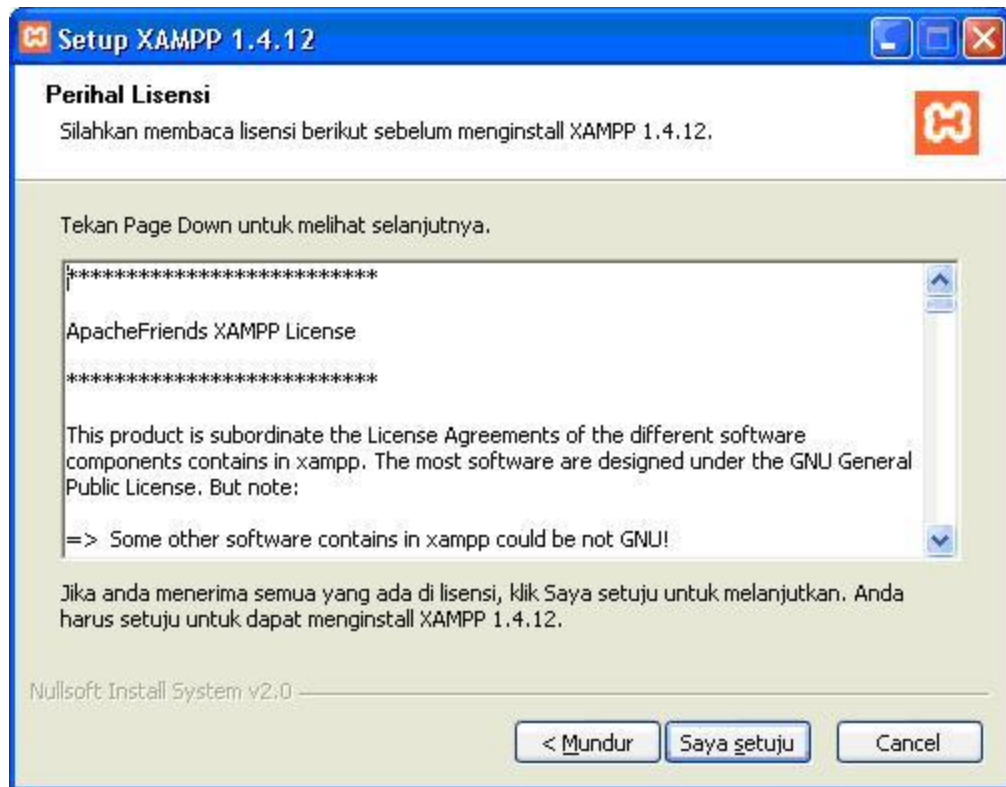 Setup XAMPP 1.4.12
Perihal Lisensi
Silahkan membaca lisensi berikut sebelum menginstall XAMPP 1.4.12.
Tekan Page Down untuk melihat selanjutnya.
***************************
ApacheFriends XAMPP License
***************************
This product is subordinate the License Agreements of the different software
components contains in xampp. The most software are designed under the GNU General
Public License. But note:
=> Some other software contains in xampp could be not GNU!
Jika anda menerima semua yang ada di lisensi, klik Saya setuju untuk melanjutkan. Anda
harus setuju untuk dapat menginstall XAMPP 1.4.12.
Nullsoft Install System v2.0
< Mundur Saya setuju Cancel